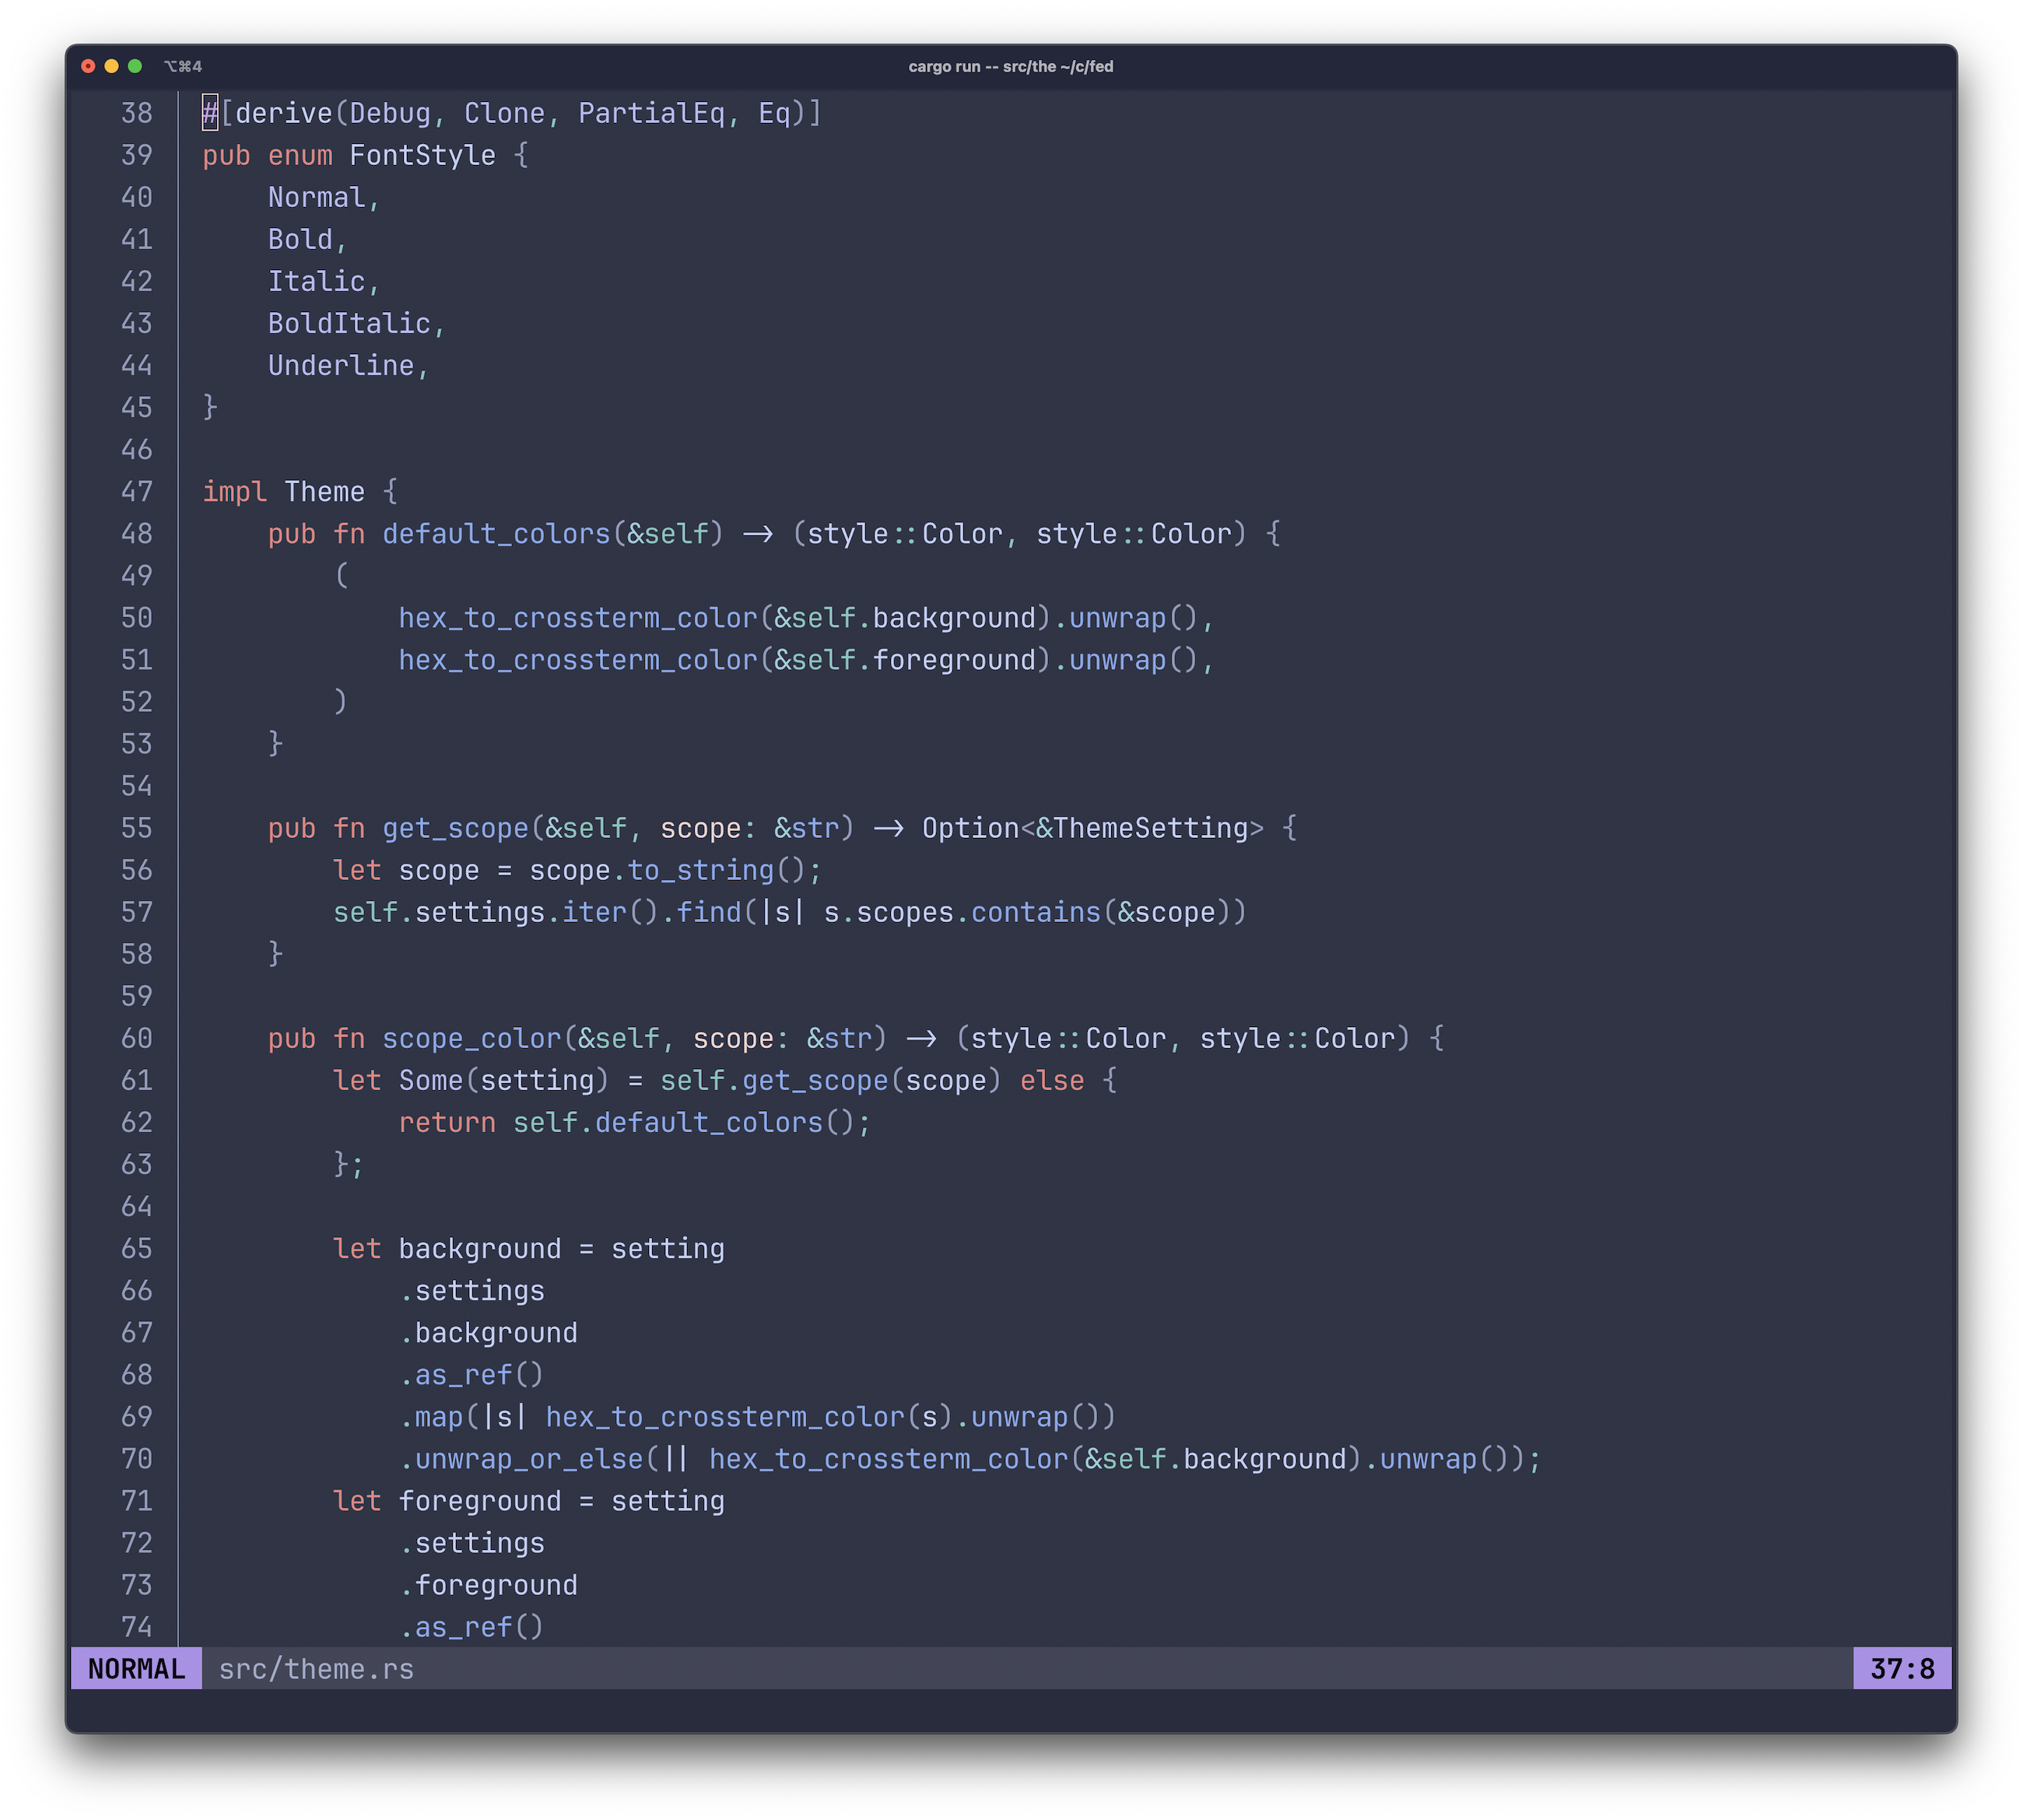 ⌥⌘4 cargo run -- src/the ~/c/fed
38 #[derive(Debug, Clone, PartialEq, Eq)]
39 pub enum FontStyle {
40     Normal,
41     Bold,
42     Italic,
43     BoldItalic,
44     Underline,
45 }
46
47 impl Theme {
48     pub fn default_colors(&self) -> (style::Color, style::Color) {
49         (
50             hex_to_crossterm_color(&self.background).unwrap(),
51             hex_to_crossterm_color(&self.foreground).unwrap(),
52         )
53     }
54
55     pub fn get_scope(&self, scope: &str) -> Option<&ThemeSetting> {
56         let scope = scope.to_string();
57         self.settings.iter().find(|s| s.scopes.contains(&scope))
58     }
59
60     pub fn scope_color(&self, scope: &str) -> (style::Color, style::Color) {
61         let Some(setting) = self.get_scope(scope) else {
62             return self.default_colors();
63         };
64
65         let background = setting
66             .settings
67             .background
68             .as_ref()
69             .map(|s| hex_to_crossterm_color(s).unwrap())
70             .unwrap_or_else(|| hex_to_crossterm_color(&self.background).unwrap());
71         let foreground = setting
72             .settings
73             .foreground
74             .as_ref()
NORMAL src/theme.rs 37:8